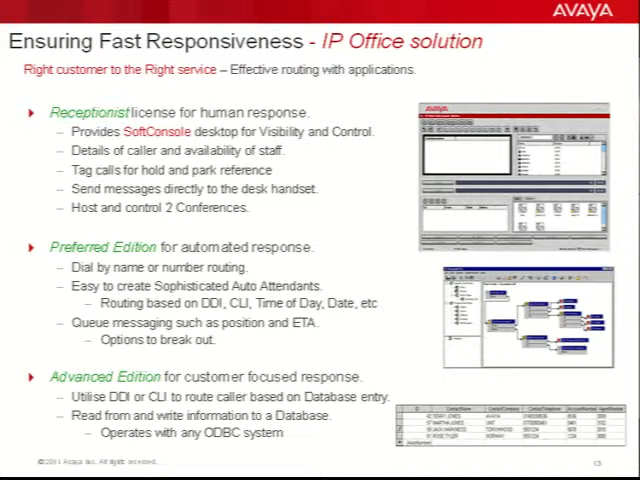 AVAYA
Ensuring Fast Responsiveness - IP Office solution
Right customer to the Right service – Effective routing with applications.
Receptionist license for human response.
– Provides SoftConsole desktop for Visibility and Control.
– Details of caller and availability of staff.
– Tag calls for hold and park reference
– Send messages directly to the desk handset.
– Host and control 2 Conferences.
Preferred Edition for automated response.
– Dial by name or number routing.
– Easy to create Sophisticated Auto Attendants.
– Routing based on DDI, CLI, Time of Day, Date, etc
– Queue messaging such as position and ETA.
– Options to break out.
Advanced Edition for customer focused response.
– Utilise DDI or CLI to route caller based on Database entry.
– Read from and write information to a Database.
– Operates with any ODBC system
AVAYA
©2011 Avaya Inc. All rights reserved.
13